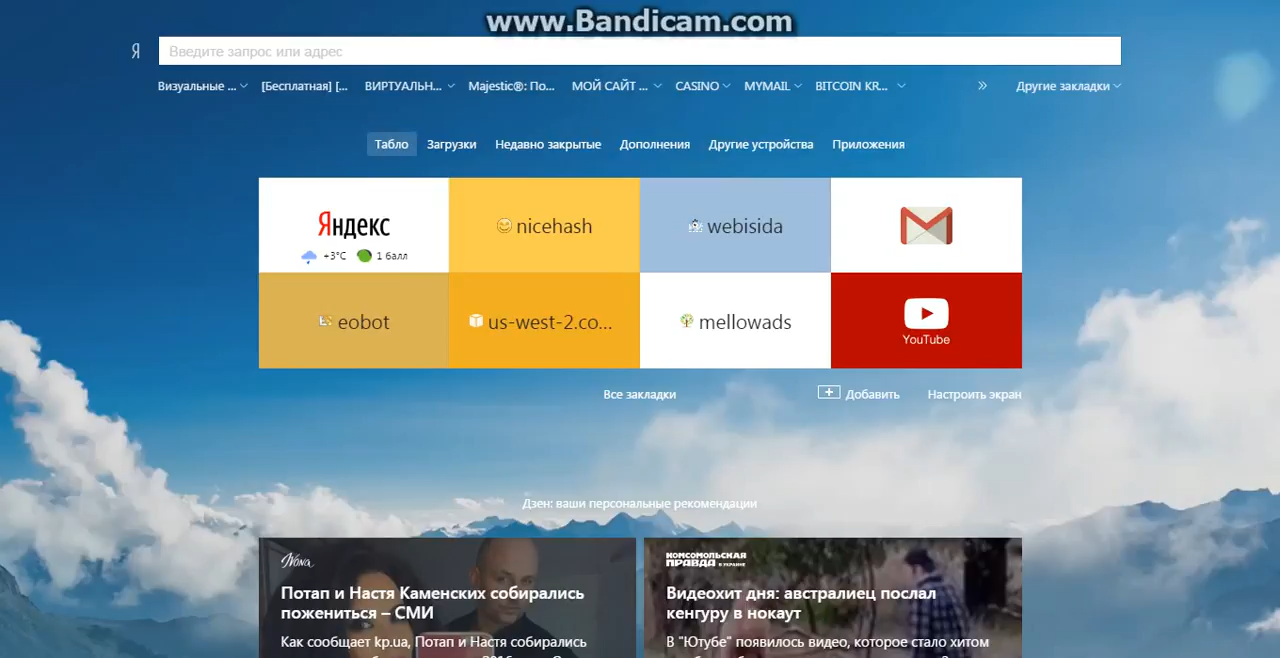 www.Bandicam.com
Я Введите запрос или адрес
Визуальные ... [Бесплатная] [... ВИРТУАЛЬН... Majestic®: По... МОЙ САЙТ ... CASINO MYMAIL BITCOIN KR... » Другие закладки
Табло Загрузки Недавно закрытые Дополнения Другие устройства Приложения
Яндекс
+3°C 1 балл
nicehash
webisida
eobot
us-west-2.co...
mellowads
YouTube
Все закладки Добавить Настроить экран
Дзен: ваши персональные рекомендации
Потап и Настя Каменских собирались
пожениться – СМИ
Как сообщает kp.ua, Потап и Настя собирались
КОМСОМОЛЬСКАЯ
ПРАВДА В УКРАИНЕ
Видеохит дня: австралиец послал
кенгуру в нокаут
В "Ютубе" появилось видео, которое стало хитом